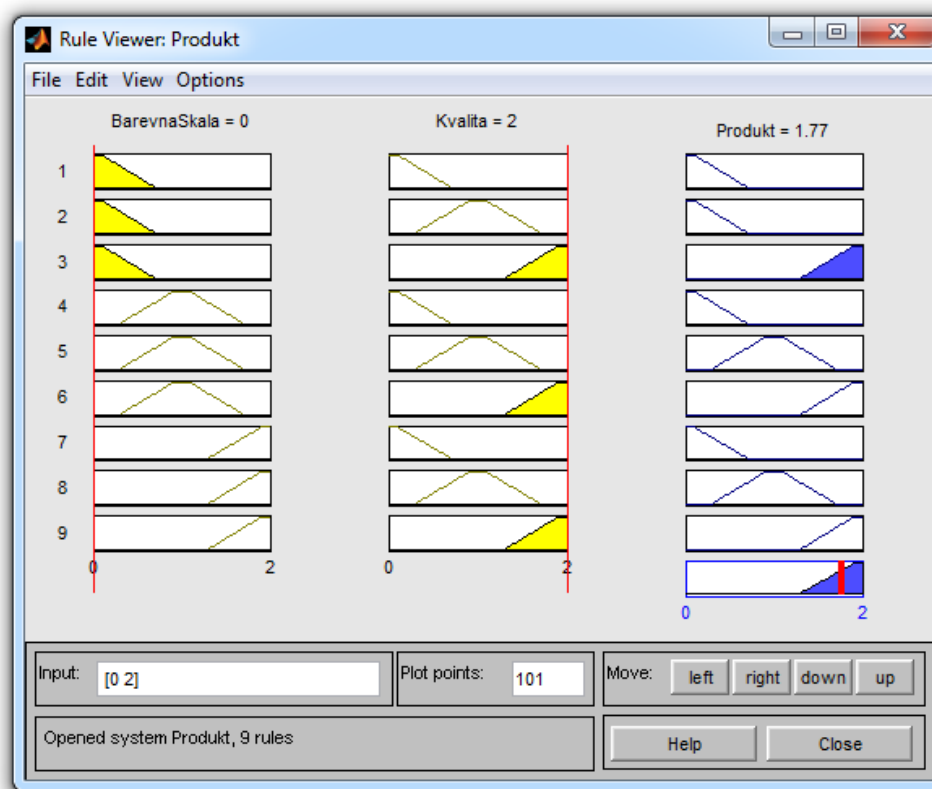 Rule Viewer: Produkt
File Edit View Options
BarevnaSkala = 0 Kvalita = 2 Produkt = 1.77
1
2
3
4
5
6
7
8
9
0 2 0 2
0 2
Input: [0 2] Plot points: 101 Move: left right down up
Opened system Produkt, 9 rules Help Close